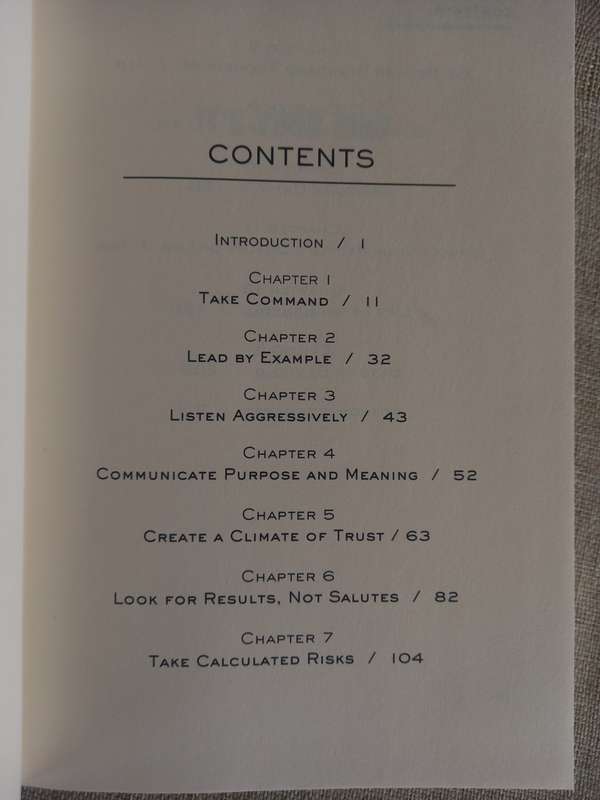 CONTENTS
INTRODUCTION / 1
CHAPTER 1
TAKE COMMAND / 11
CHAPTER 2
LEAD BY EXAMPLE / 32
CHAPTER 3
LISTEN AGGRESSIVELY / 43
CHAPTER 4
COMMUNICATE PURPOSE AND MEANING / 52
CHAPTER 5
CREATE A CLIMATE OF TRUST / 63
CHAPTER 6
LOOK FOR RESULTS, NOT SALUTES / 82
CHAPTER 7
TAKE CALCULATED RISKS / 104